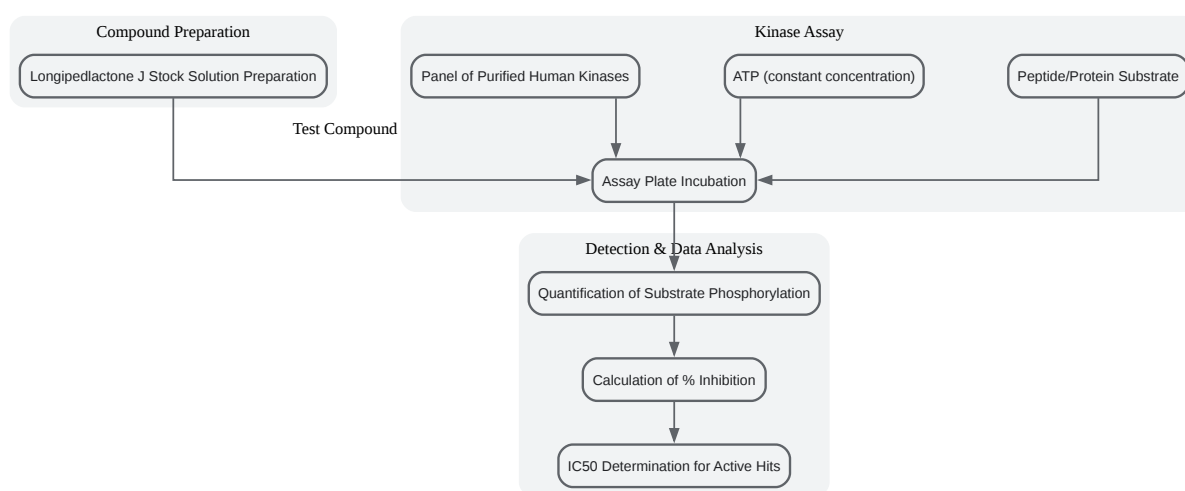 Compound Preparation
Kinase Assay
Longipedlactone J Stock Solution Preparation
Panel of Purified Human Kinases
ATP (constant concentration)
Peptide/Protein Substrate
Test Compound
Assay Plate Incubation
Detection & Data Analysis
Quantification of Substrate Phosphorylation
Calculation of % Inhibition
IC50 Determination for Active Hits